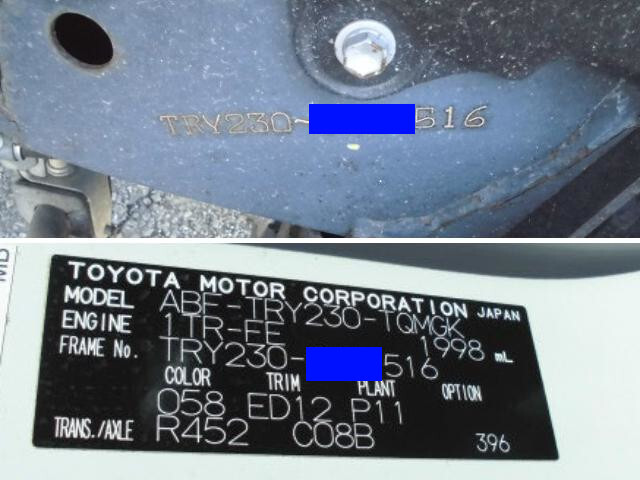 TRY230-516
TOYOTA MOTOR CORPORATION JAPAN
MODEL ABF-TRY230-TQMGK
ENGINE 1TR-FE 1998 mL
FRAME No. TRY230-516
COLOR TRIM PLANT OPTION
058 ED12 P11
TRANS./AXLE R452 C08B 396